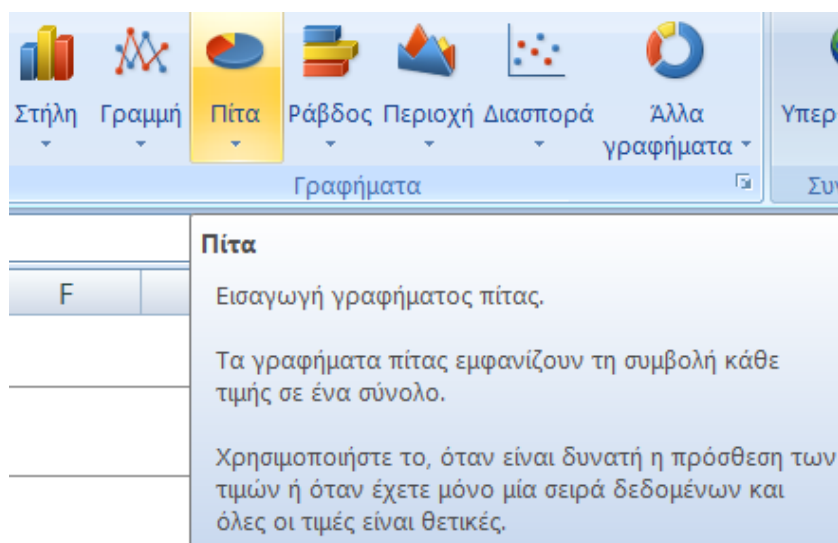 Στήλη Γραμμή Πίτα Ράβδος Περιοχή Διασπορά Άλλα
γραφήματα
Γραφήματα
Πίτα
F
Εισαγωγή γραφήματος πίτας.
Τα γραφήματα πίτας εμφανίζουν τη συμβολή κάθε
τιμής σε ένα σύνολο.
Χρησιμοποιήστε το, όταν είναι δυνατή η πρόσθεση των
τιμών ή όταν έχετε μόνο μία σειρά δεδομένων και
όλες οι τιμές είναι θετικές.